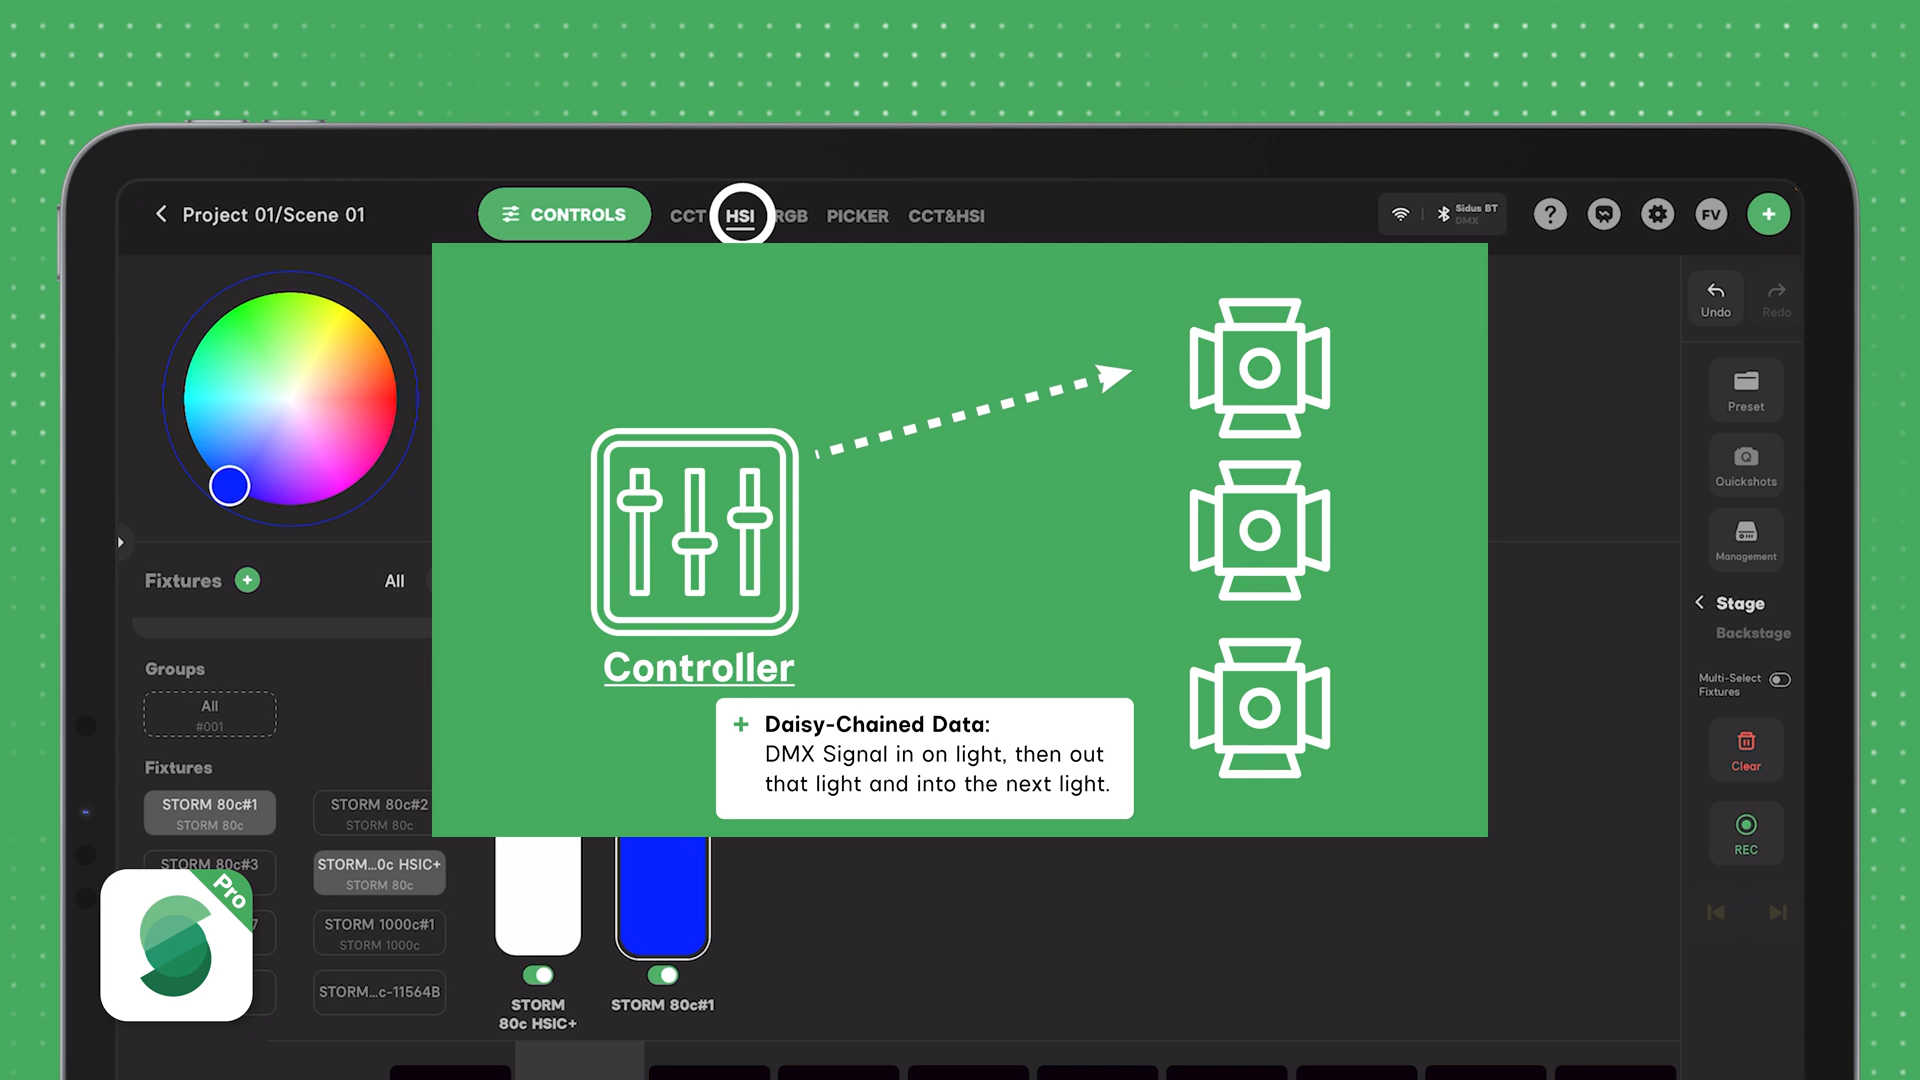 Project 01/Scene 01
CONTROLS
CCT
HSI
RGB
PICKER
CCT&HSI
Sidus BT
DMX
?
FV
Undo
Redo
Preset
Quickshots
Management
Stage
Backstage
Multi-Select
Fixtures
Clear
REC
Fixtures
All
Groups
All
#001
Fixtures
STORM 80c#1
STORM 80c
STORM 80c#2
STORM 80c
STORM 80c#3
STORM...0c HSIC+
STORM 80c
7
STORM 1000c#1
STORM 1000c
STORM...c-11564B
Pro
Controller
Daisy-Chained Data:
DMX Signal in on light, then out
that light and into the next light.
STORM
80c HSIC+
STORM 80c#1